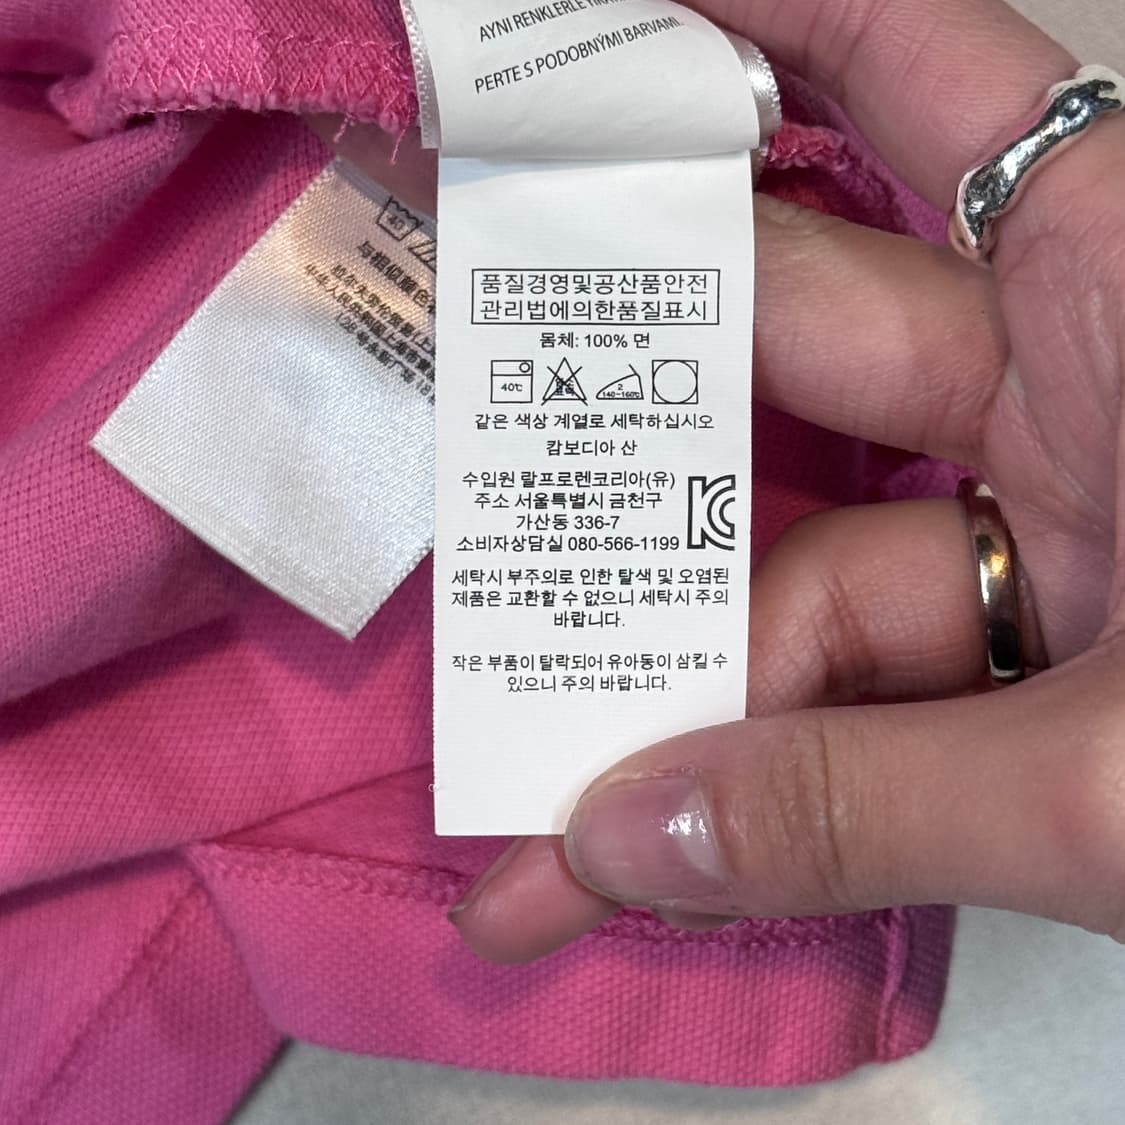 AYNI RENKLERLE
PERTE S PODOBNÝMI BARVAMI.
40
品질경영및공산품안전
관리법에의한품질표시
몸체: 100% 면
40℃
염소
2
140~160℃
같은 색상 계열로 세탁하십시오
캄보디아 산
수입원 랄프로렌코리아(유)
주소 서울특별시 금천구
가산동 336-7
소비자상담실 080-566-1199
세탁시 부주의로 인한 탈색 및 오염된
제품은 교환할 수 없으니 세탁시 주의
바랍니다.
작은 부품이 탈락되어 유아동이 삼킬 수
있으니 주의 바랍니다.